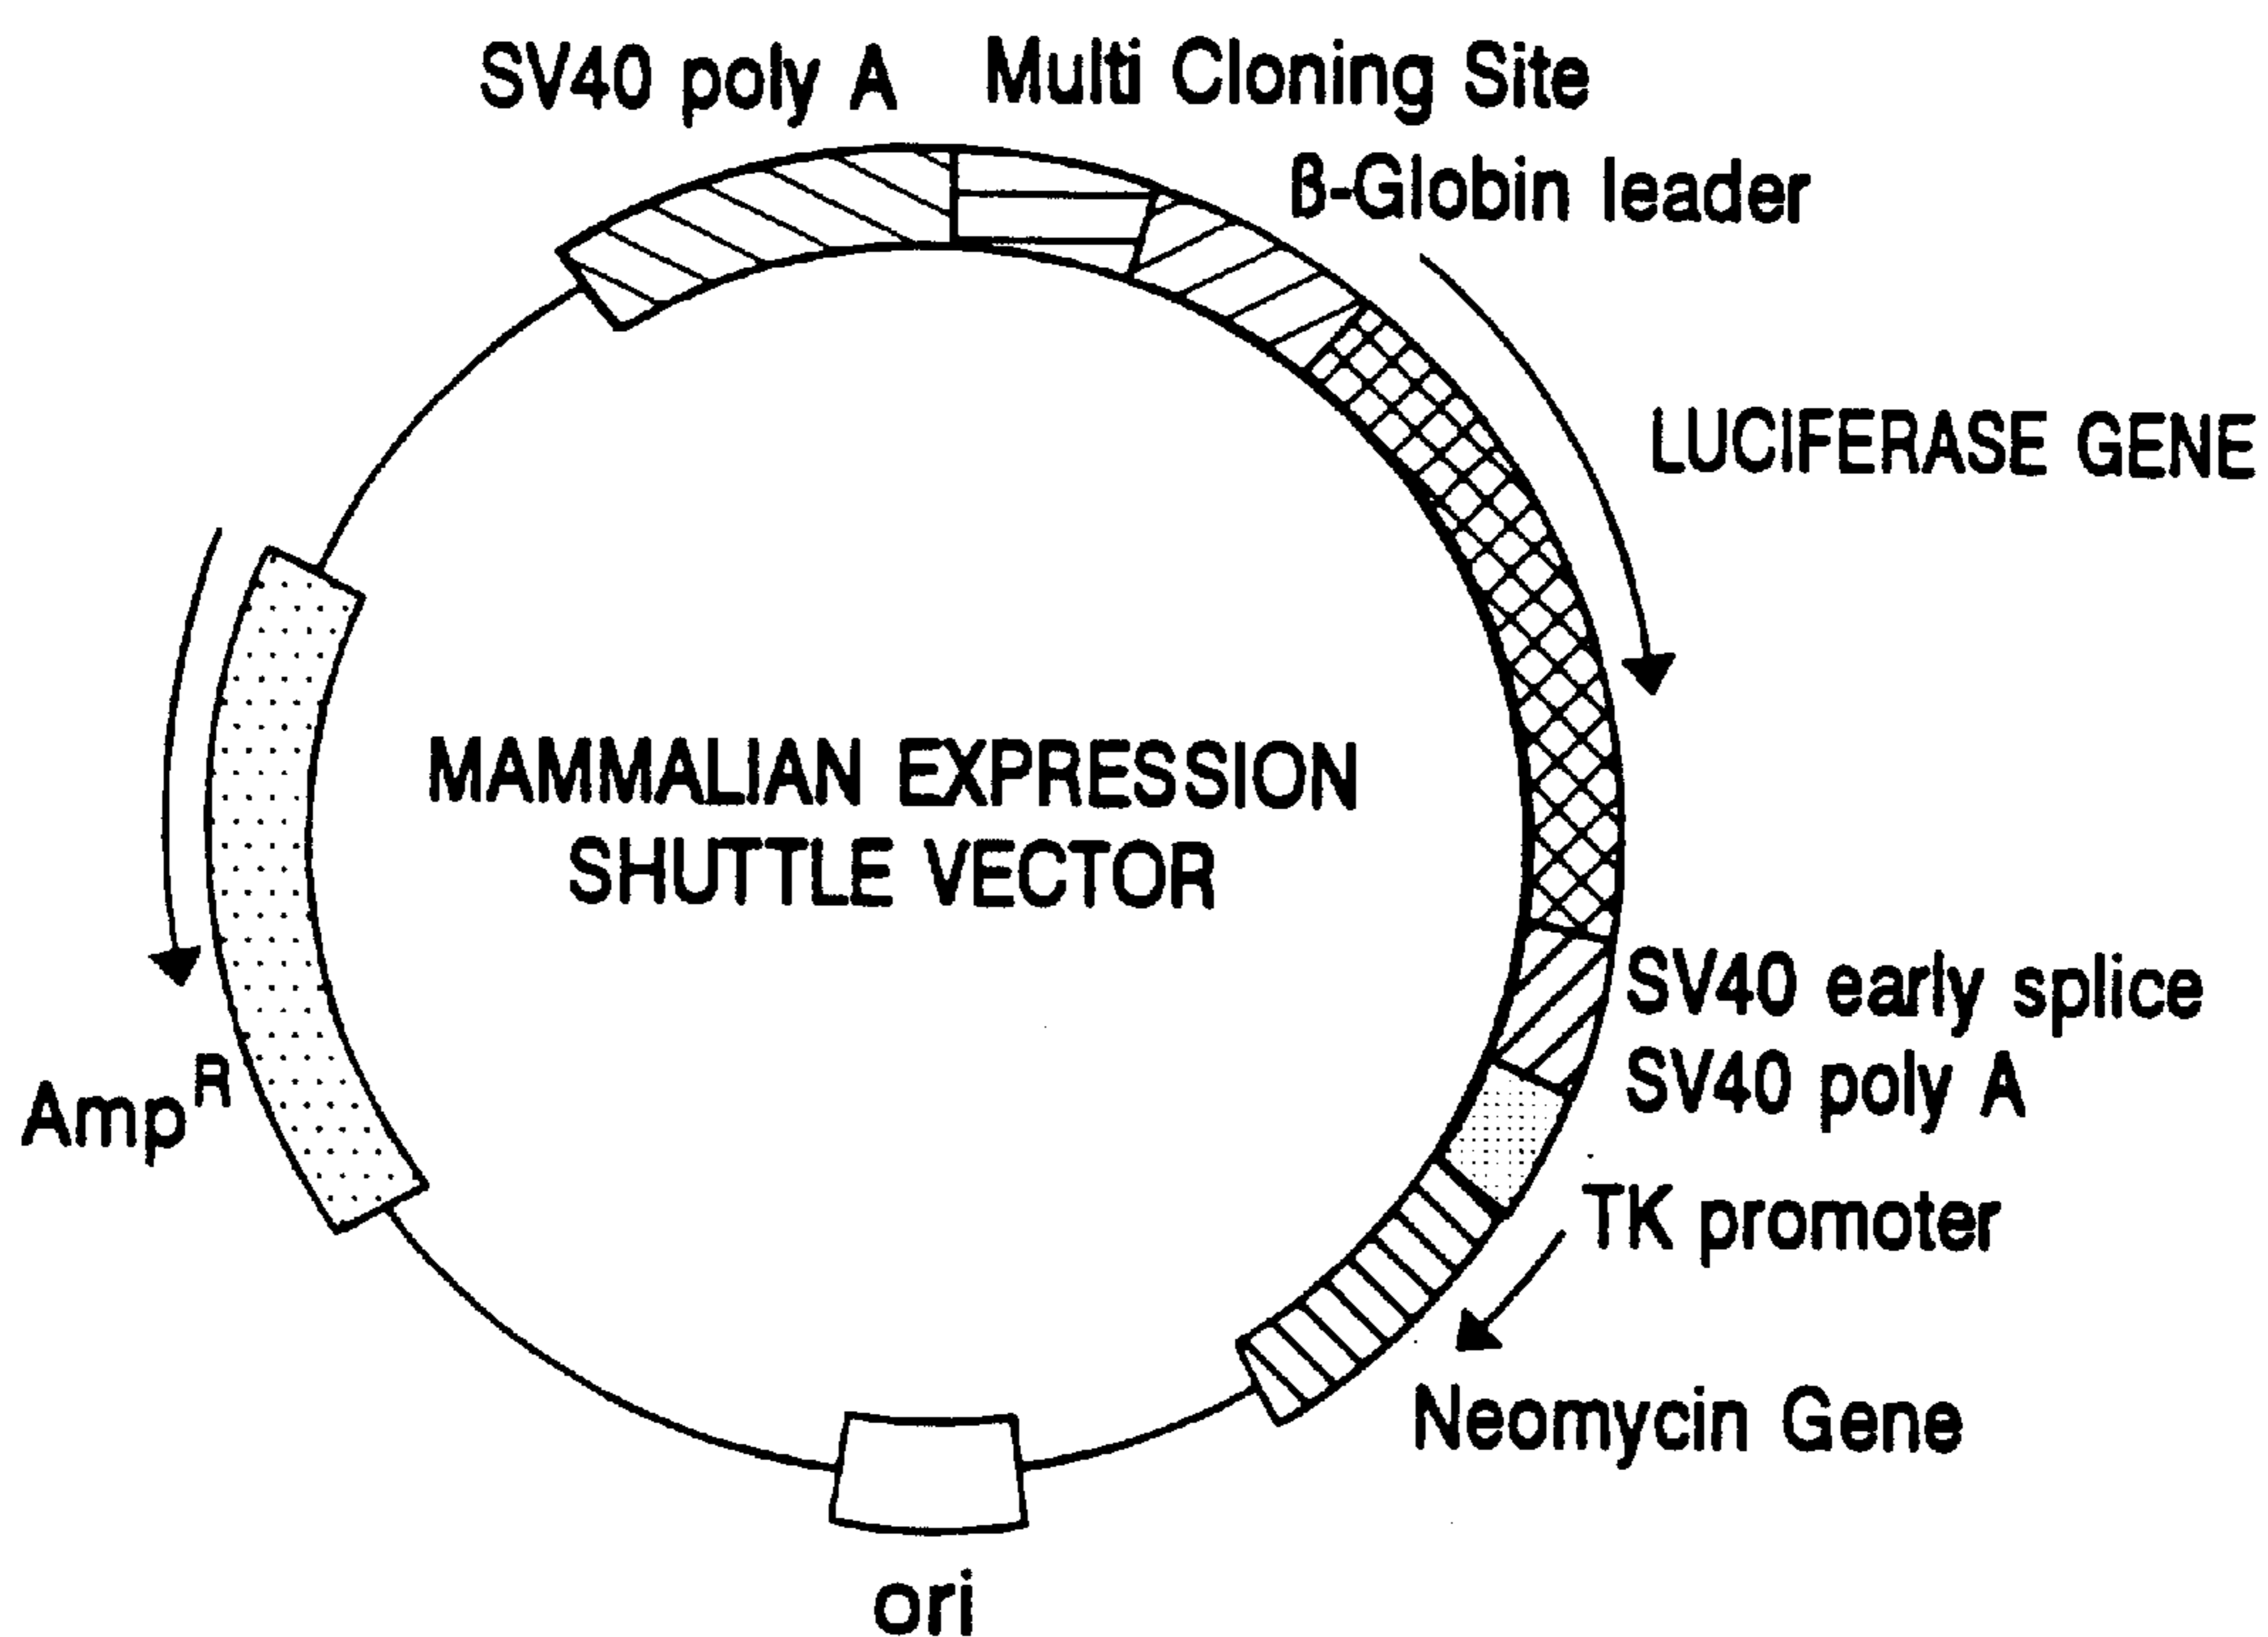 SV40 poly A
Multi Cloning Site
ß-Globin leader
LUCIFERASE GENE
MAMMALIAN EXPRESSION
SHUTTLE VECTOR
SV40 early splice
SV40 poly A
Amp^R
TK promoter
Neomycin Gene
ori